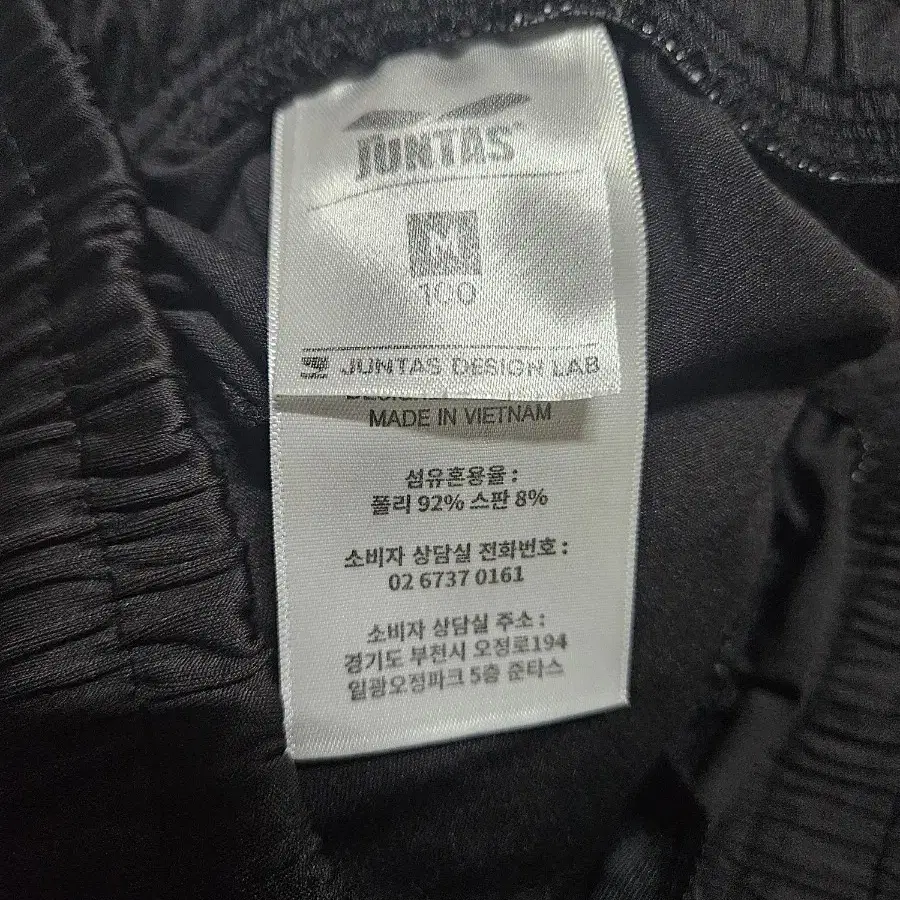 JUNTAS
M
100
JUNTAS DESIGN LAB
MADE IN VIETNAM
섬유혼용율 :
폴리 92% 스판 8%
소비자 상담실 전화번호 :
02 6737 0161
소비자 상담실 주소 :
경기도 부천시 오정로194
일광오정파크 5층 준타스